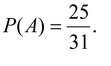 P(A) = 25/31.